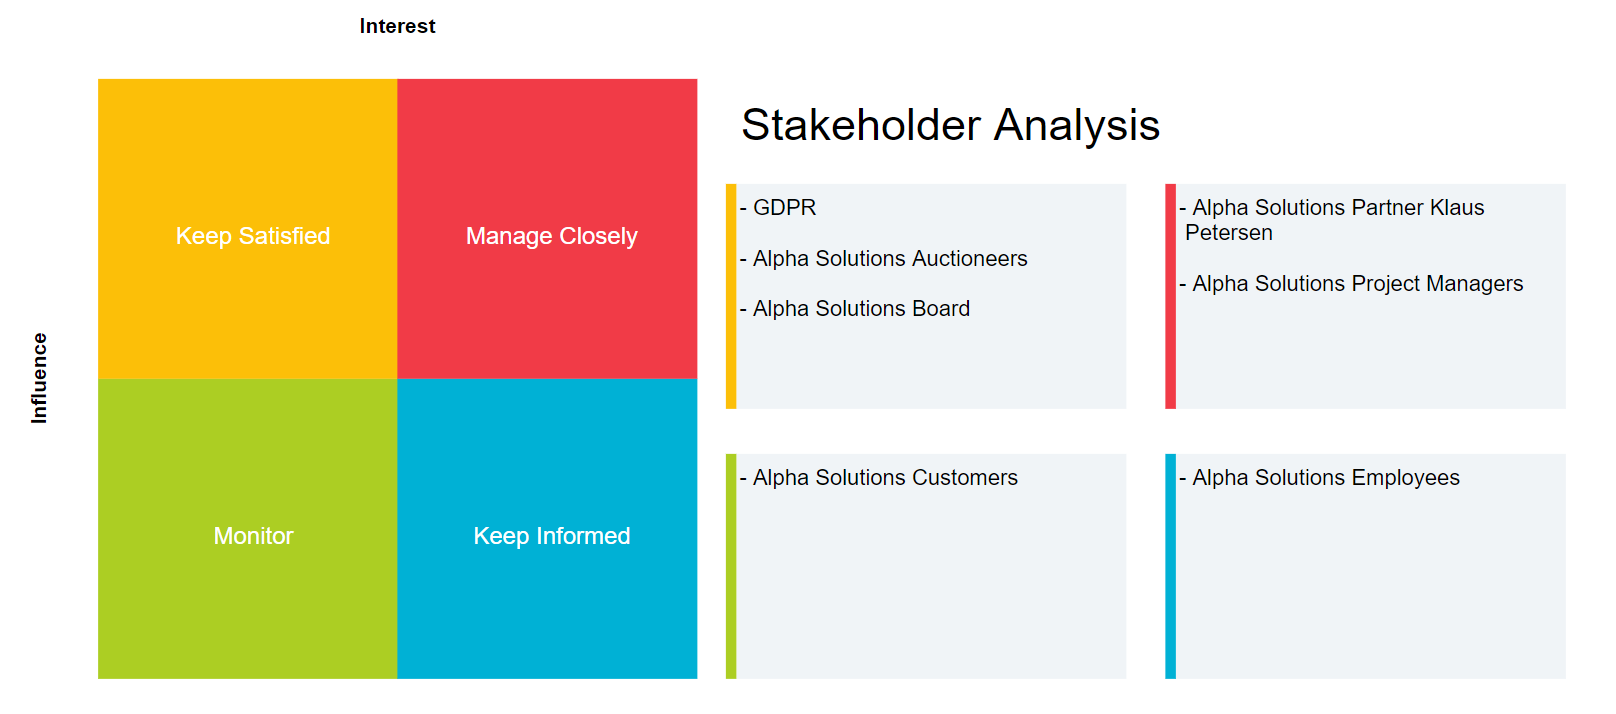 Interest
Influence
Keep Satisfied
Manage Closely
Monitor
Keep Informed
Stakeholder Analysis
- GDPR
- Alpha Solutions Auctioneers
- Alpha Solutions Board
- Alpha Solutions Partner Klaus
Petersen
- Alpha Solutions Project Managers
- Alpha Solutions Customers
- Alpha Solutions Employees